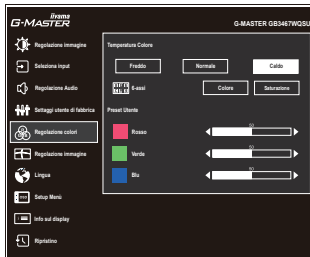 iiyama
G-MASTER
G-MASTER GB3467WQSU
Regolazione immagine
Seleziona input
Regolazione Audio
Settaggi utente di fabbrica
Regolazione colori
Regolazione immagine
Lingua
Setup Menù
Info sul display
Ripristino
Temperatura Colore
Freddo
Normale
Caldo
6-assi
Colore
Saturazione
Preset Utente
Rosso
50
Verde
50
Blu
50